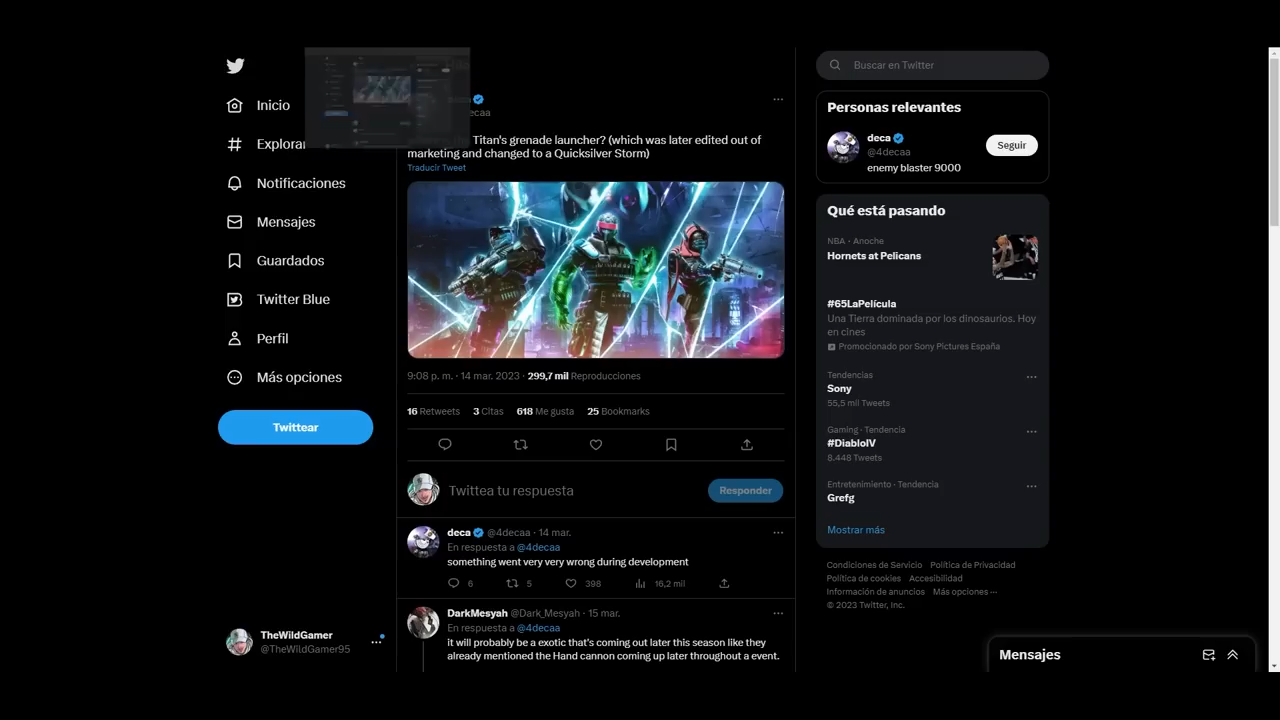 Inicio
Explorar
Notificaciones
Mensajes
Guardados
Twitter Blue
Perfil
Más opciones
Twittear
TheWildGamer
@TheWildGamer95
Titan's grenade launcher? (which was later edited out of
marketing and changed to a Quicksilver Storm)
Traducir Tweet
9:08 p. m. · 14 mar. 2023 · 299,7 mil Reproducciones
16 Retweets 3 Citas 618 Me gusta 25 Bookmarks
Twittea tu respuesta
Responder
deca @4decaa · 14 mar.
En respuesta a @4decaa
something went very very wrong during development
6 5 398 16,2 mil
DarkMesyah @Dark_Mesyah · 15 mar.
En respuesta a @4decaa
it will probably be a exotic that's coming out later this season like they
already mentioned the Hand cannon coming up later throughout a event.
Buscar en Twitter
Personas relevantes
deca
@4decaa
Seguir
enemy blaster 9000
Qué está pasando
NBA · Anoche
Hornets at Pelicans
#65LaPelícula
Una Tierra dominada por los dinosaurios. Hoy
en cines
Promocionado por Sony Pictures España
Tendencias
Sony
55,5 mil Tweets
Gaming · Tendencia
#DiabloIV
8.448 Tweets
Entretenimiento · Tendencia
Grefg
Mostrar más
Condiciones de Servicio Política de Privacidad
Política de cookies Accesibilidad
Información de anuncios Más opciones ···
© 2023 Twitter, Inc.
Mensajes